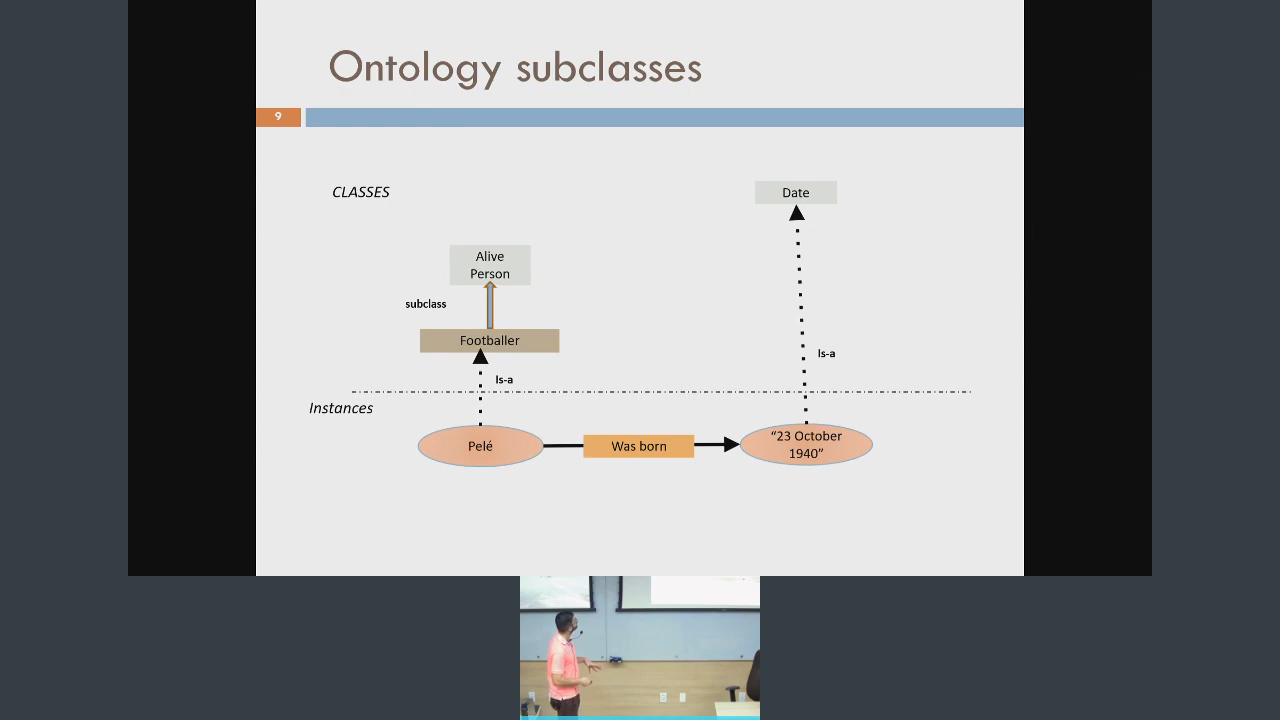 Ontology subclasses
9
CLASSES
Date
Alive
Person
subclass
Footballer
Is-a
Is-a
Instances
Pelé
Was born
“23 October
1940”